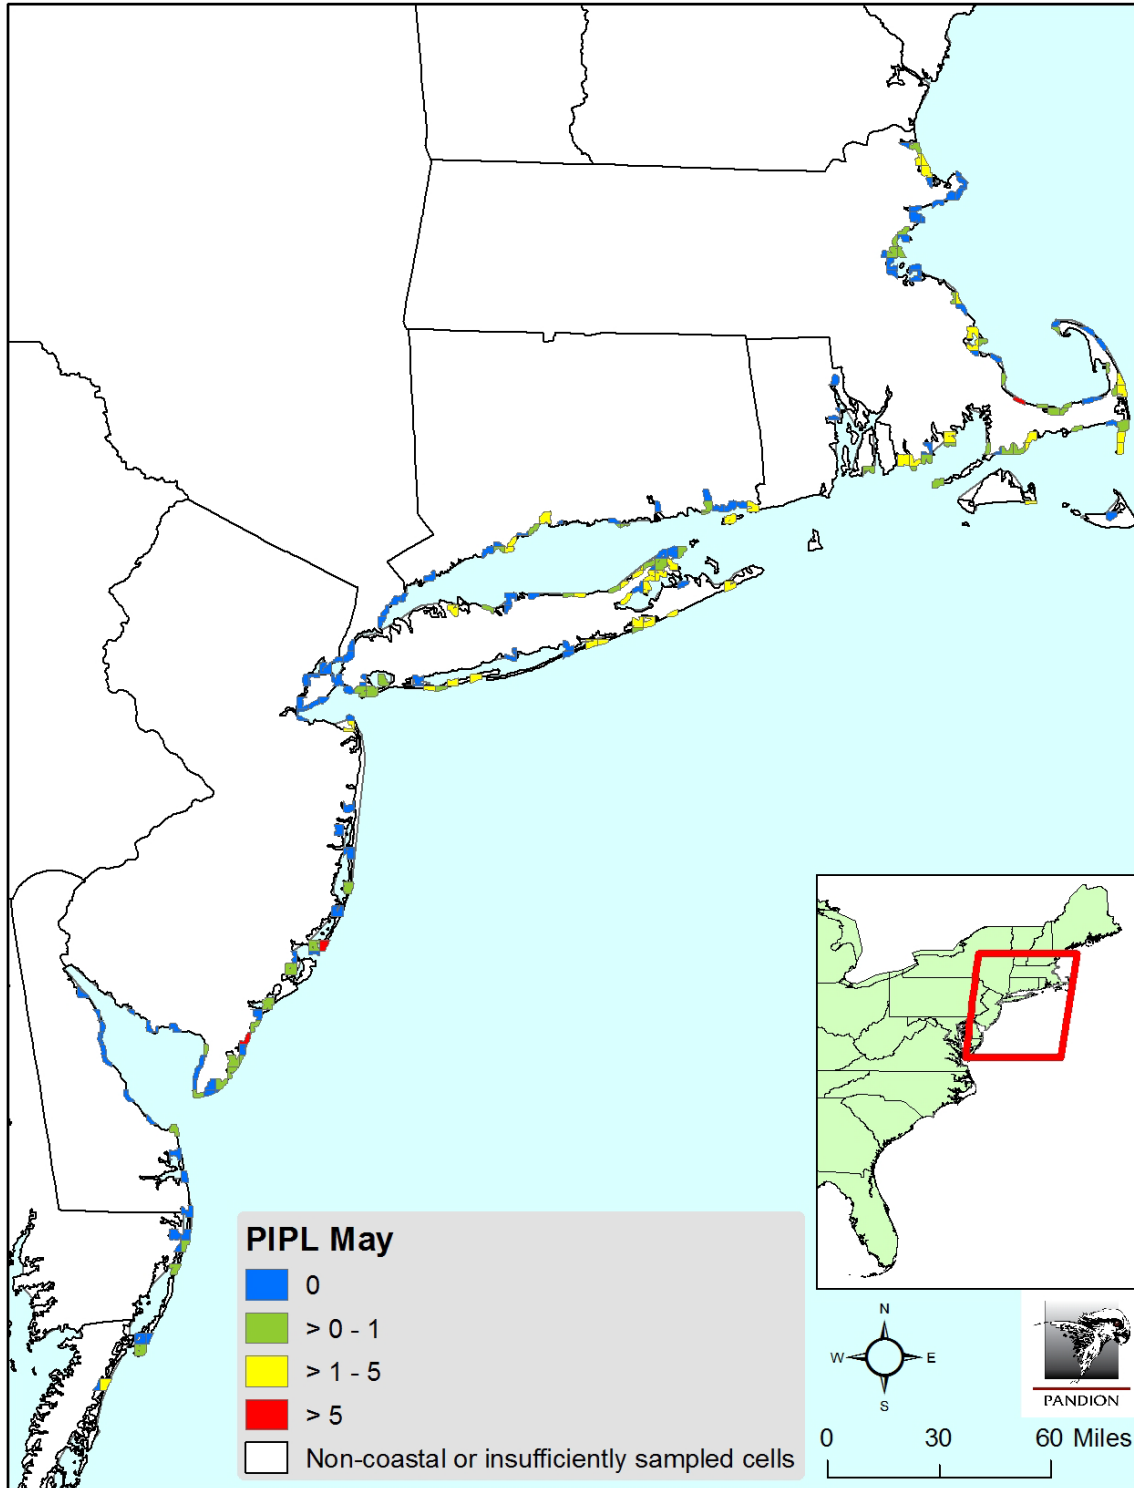 PIPL May
0
> 0 - 1
> 1 - 5
> 5
Non-coastal or insufficiently sampled cells
N
W E
S
PANDION
0 30 60 Miles